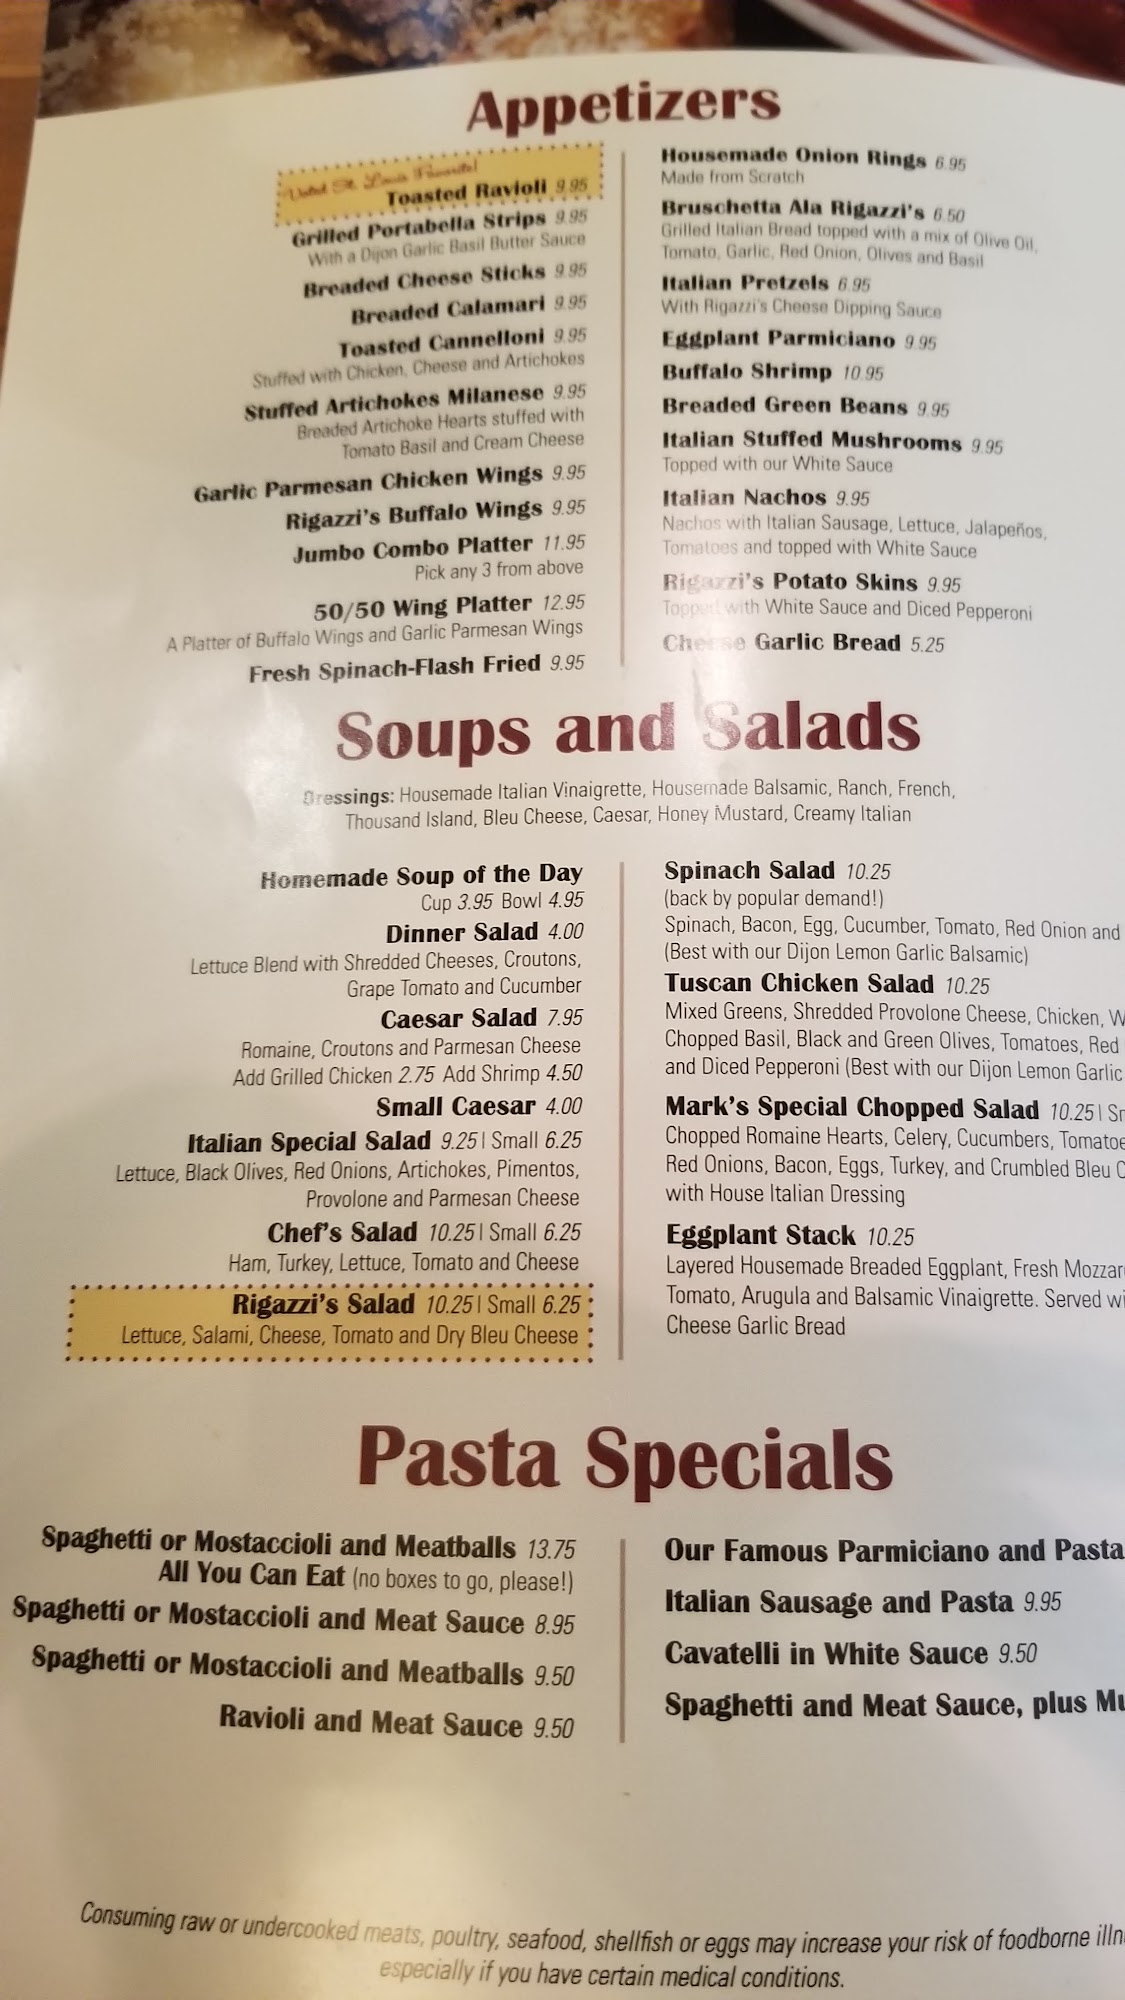 Appetizers
Voted St. Louis Favorite!
Toasted Ravioli 9.95
Grilled Portabella Strips 9.95
With a Dijon Garlic Basil Butter Sauce
Breaded Cheese Sticks 9.95
Breaded Calamari 9.95
Toasted Cannelloni 9.95
Stuffed with Chicken, Cheese and Artichokes
Stuffed Artichokes Milanese 9.95
Breaded Artichoke Hearts stuffed with
Tomato Basil and Cream Cheese
Garlic Parmesan Chicken Wings 9.95
Rigazzi's Buffalo Wings 9.95
Jumbo Combo Platter 11.95
Pick any 3 from above
50/50 Wing Platter 12.95
A Platter of Buffalo Wings and Garlic Parmesan Wings
Fresh Spinach-Flash Fried 9.95
Housemade Onion Rings 6.95
Made from Scratch
Bruschetta Ala Rigazzi's 6.50
Grilled Italian Bread topped with a mix of Olive Oil,
Tomato, Garlic, Red Onion, Olives and Basil
Italian Pretzels 6.95
With Rigazzi's Cheese Dipping Sauce
Eggplant Parmiciano 9.95
Buffalo Shrimp 10.95
Breaded Green Beans 9.95
Italian Stuffed Mushrooms 9.95
Topped with our White Sauce
Italian Nachos 9.95
Nachos with Italian Sausage, Lettuce, Jalapeños,
Tomatoes and topped with White Sauce
Rigazzi's Potato Skins 9.95
Topped with White Sauce and Diced Pepperoni
Cheese Garlic Bread 5.25
Soups and Salads
Dressings: Housemade Italian Vinaigrette, Housemade Balsamic, Ranch, French,
Thousand Island, Bleu Cheese, Caesar, Honey Mustard, Creamy Italian
Homemade Soup of the Day
Cup 3.95 Bowl 4.95
Dinner Salad 4.00
Lettuce Blend with Shredded Cheeses, Croutons,
Grape Tomato and Cucumber
Caesar Salad 7.95
Romaine, Croutons and Parmesan Cheese
Add Grilled Chicken 2.75 Add Shrimp 4.50
Small Caesar 4.00
Italian Special Salad 9.25 | Small 6.25
Lettuce, Black Olives, Red Onions, Artichokes, Pimentos,
Provolone and Parmesan Cheese
Chef's Salad 10.25 | Small 6.25
Ham, Turkey, Lettuce, Tomato and Cheese
Rigazzi's Salad 10.25 | Small 6.25
Lettuce, Salami, Cheese, Tomato and Dry Bleu Cheese
Spinach Salad 10.25
(back by popular demand!)
Spinach, Bacon, Egg, Cucumber, Tomato, Red Onion and
(Best with our Dijon Lemon Garlic Balsamic)
Tuscan Chicken Salad 10.25
Mixed Greens, Shredded Provolone Cheese, Chicken,
Chopped Basil, Black and Green Olives, Tomatoes, Red
and Diced Pepperoni (Best with our Dijon Lemon Garlic
Mark's Special Chopped Salad 10.25 |
Chopped Romaine Hearts, Celery, Cucumbers,
Red Onions, Bacon, Eggs, Turkey, and Crumbled Bleu
with House Italian Dressing
Eggplant Stack 10.25
Layered Housemade Breaded Eggplant, Fresh
Tomato, Arugula and Balsamic Vinaigrette. Served
Cheese Garlic Bread
Pasta Specials
Spaghetti or Mostaccioli and Meatballs 13.75
All You Can Eat (no boxes to go, please!)
Spaghetti or Mostaccioli and Meat Sauce 8.95
Spaghetti or Mostaccioli and Meatballs 9.50
Ravioli and Meat Sauce 9.50
Our Famous Parmiciano and Pasta
Italian Sausage and Pasta 9.95
Cavatelli in White Sauce 9.50
Spaghetti and Meat Sauce, plus
Consuming raw or undercooked meats, poultry, seafood, shellfish or eggs may increase your risk of foodborne
especially if you have certain medical conditions.